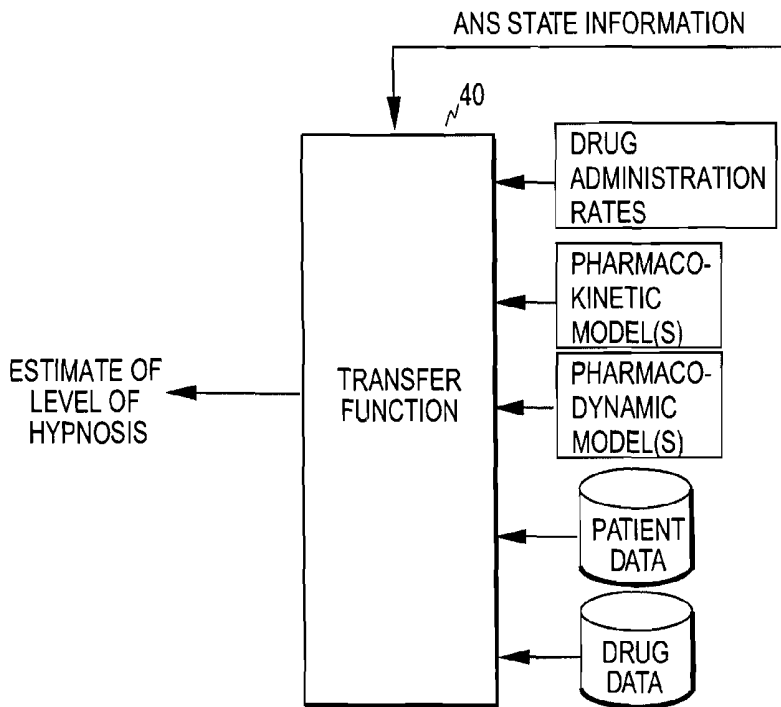 ANS STATE INFORMATION
40
DRUG
ADMINISTRATION
RATES
PHARMACO-
KINETIC
MODEL(S)
PHARMACO-
DYNAMIC
MODEL(S)
ESTIMATE OF
LEVEL OF
HYPNOSIS
TRANSFER
FUNCTION
PATIENT
DATA
DRUG
DATA